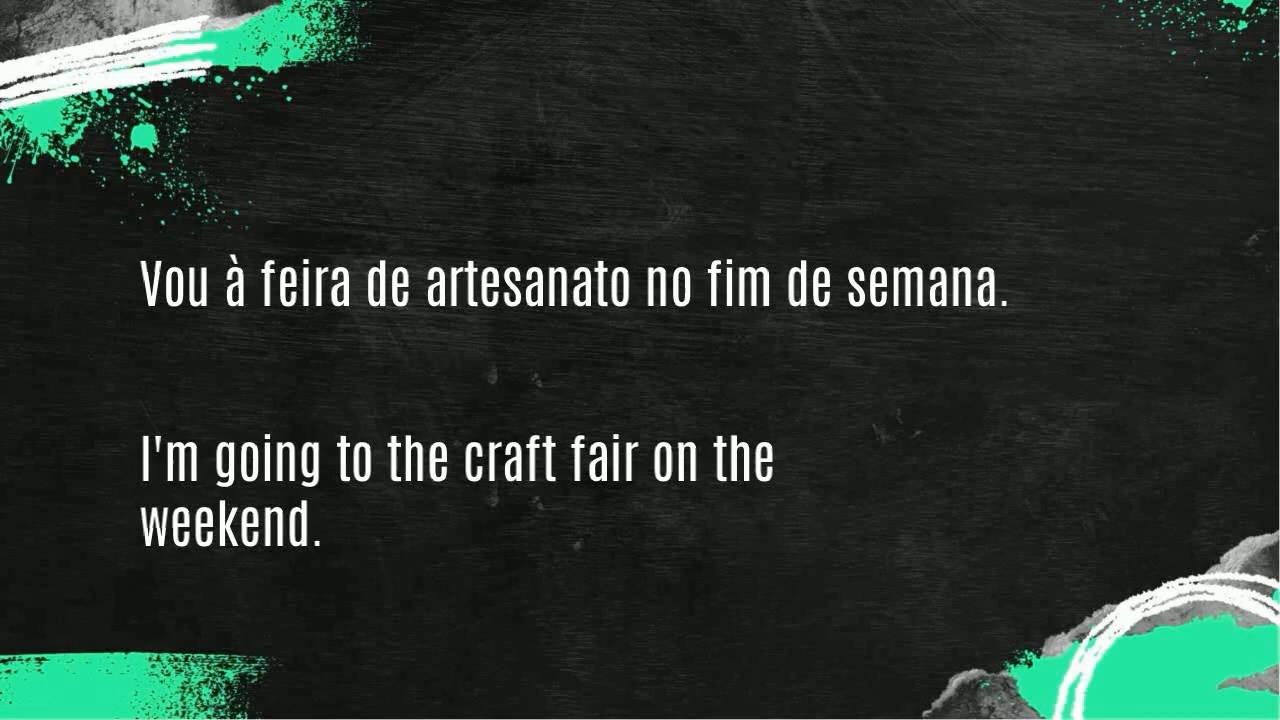 Vou à feira de artesanato no fim de semana.
I'm going to the craft fair on the
weekend.